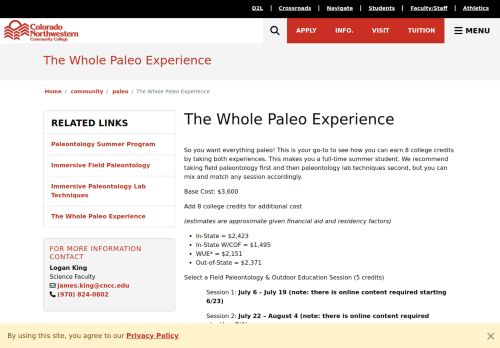 D2L | Crossroads | Navigate | Students | Faculty/Staff | Athletics
Colorado
Northwestern
Community College
APPLY INFO. VISIT TUITION MENU
The Whole Paleo Experience
Home / community / paleo / The Whole Paleo Experience
RELATED LINKS
Paleontology Summer Program
Immersive Field Paleontology
Immersive Paleontology Lab
Techniques
The Whole Paleo Experience
FOR MORE INFORMATION
CONTACT
Logan King
Science Faculty
james.king@cncc.edu
(970) 824-0802
The Whole Paleo Experience
So you want everything paleo! This is your go-to to see how you can earn 8 college credits
by taking both experiences. This makes you a full-time summer student. We recommend
taking field paleontology first and then paleontology lab techniques second, but you can
mix and match any session accordingly.
Base Cost: $3,600
Add 8 college credits for additional cost
(estimates are approximate given financial aid and residency factors)
• In-State = $2,423
• In-State W/COF = $1,495
• WUE* = $2,151
• Out-of-State = $2,371
Select a Field Paleontology & Outdoor Education Session (5 credits)
Session 1: July 6 – July 19 (note: there is online content required starting
6/23)
Session 2: July 22 – August 4 (note: there is online content required
By using this site, you agree to our Privacy Policy
×